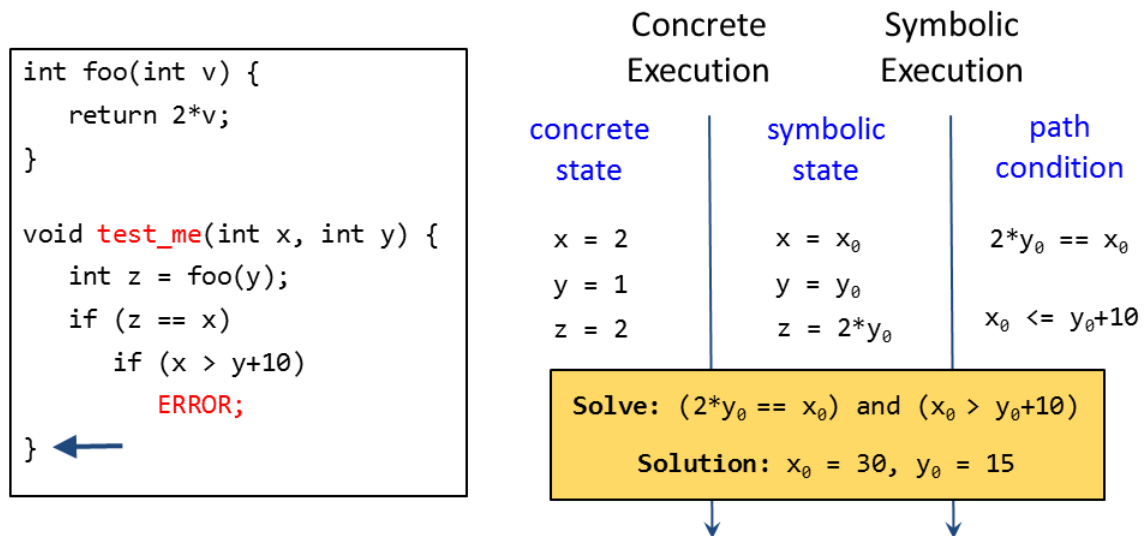 int foo(int v) {
return 2*v;
}
void test_me(int x, int y) {
int z = foo(y);
if (z == x)
if (x > y+10)
ERROR;
}
Concrete
Execution
Symbolic
Execution
concrete
state
symbolic
state
path
condition
x = 2
x = x₀
2*y₀ == x₀
y = 1
y = y₀
z = 2
z = 2*y₀
x₀ <= y₀+10
Solve: (2*y₀ == x₀) and (x₀ > y₀+10)
Solution: x₀ = 30, y₀ = 15